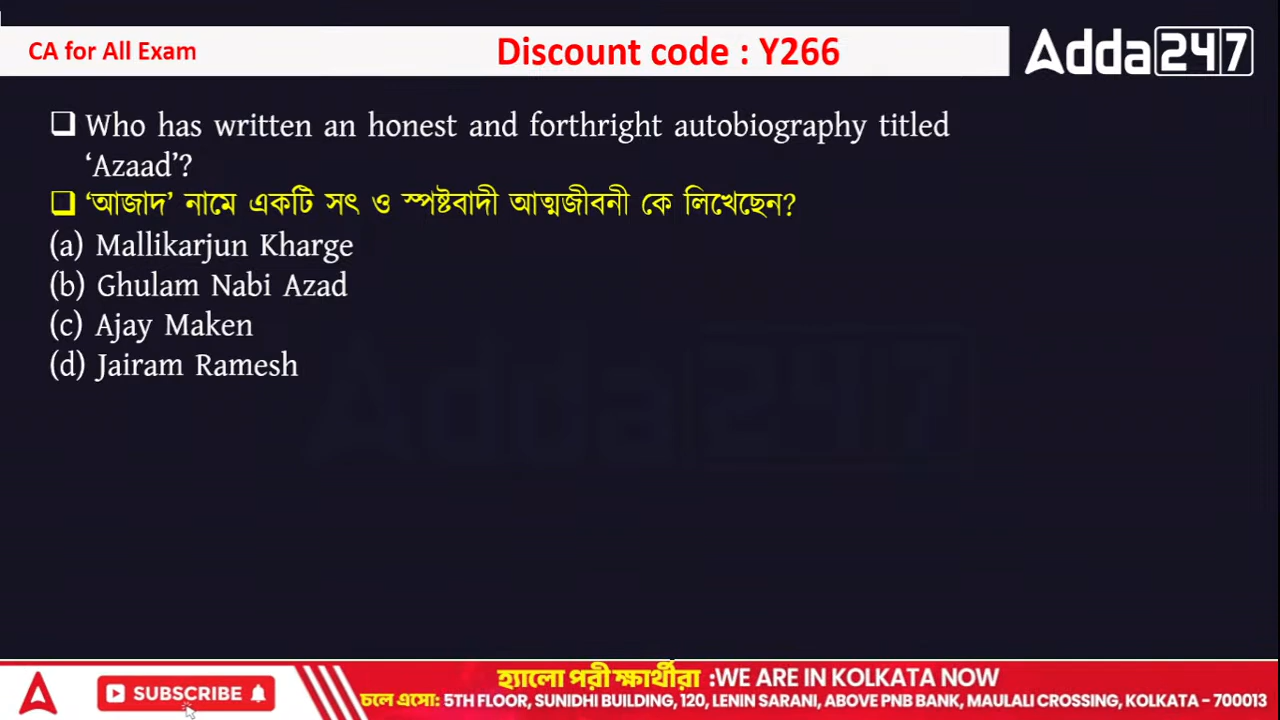 CA for All Exam
Discount code : Y266
Adda247
❑ Who has written an honest and forthright autobiography titled
‘Azaad’?
❑ ‘আজাদ’ নামে একটি সৎ ও স্পষ্টবাদী আত্মজীবনী কে লিখেছেন?
(a) Mallikarjun Kharge
(b) Ghulam Nabi Azad
(c) Ajay Maken
(d) Jairam Ramesh
Adda247
SUBSCRIBE
হ্যালো পরীক্ষার্থীরা :WE ARE IN KOLKATA NOW
চলে এসো: 5TH FLOOR, SUNIDHI BUILDING, 120, LENIN SARANI, ABOVE PNB BANK, MAULALI CROSSING, KOLKATA - 700013